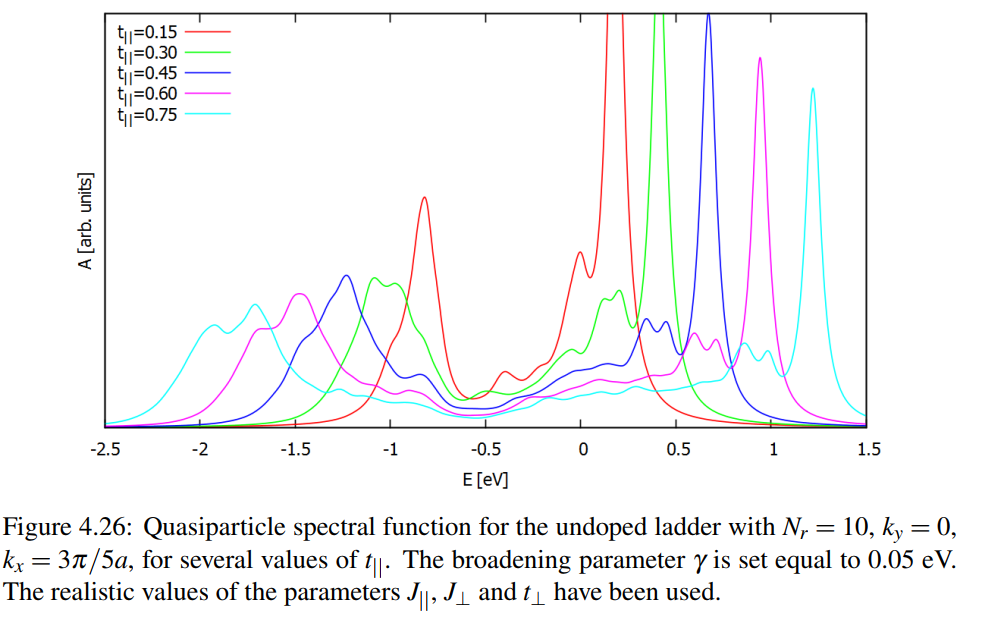 t||=0.15
t||=0.30
t||=0.45
t||=0.60
t||=0.75
A [arb. units]
-2.5 -2 -1.5 -1 -0.5 0 0.5 1 1.5
E [eV]
Figure 4.26: Quasiparticle spectral function for the undoped ladder with Nr = 10, ky = 0,
kx = 3π/5a, for several values of t||. The broadening parameter γ is set equal to 0.05 eV.
The realistic values of the parameters J||, J⊥ and t⊥ have been used.